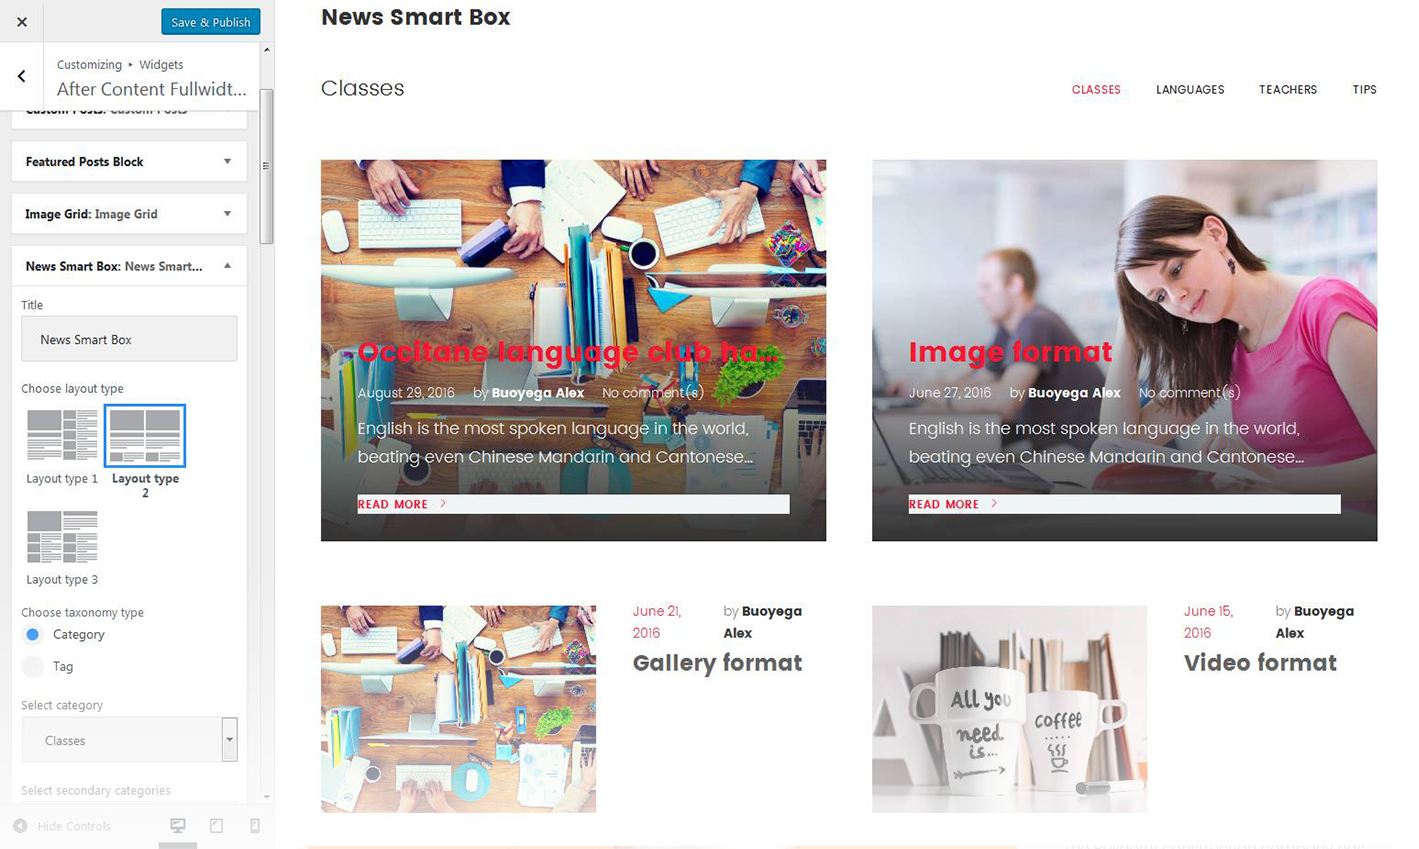 Save & Publish
Customizing ▸ Widgets
After Content Fullwidt...
Custom Posts: Custom Posts
Featured Posts Block
Image Grid: Image Grid
News Smart Box: News Smart...
Title
News Smart Box
Choose layout type
Layout type 1
Layout type
2
Layout type 3
Choose taxonomy type
Category
Tag
Select category
Classes
Select secondary categories
Hide Controls
News Smart Box
Classes
CLASSES LANGUAGES TEACHERS TIPS
Occitane language club ha...
August 29, 2016 by Buoyega Alex No comment(s)
English is the most spoken language in the world,
beating even Chinese Mandarin and Cantonese...
READ MORE
Image format
June 27, 2016 by Buoyega Alex No comment(s)
English is the most spoken language in the world,
beating even Chinese Mandarin and Cantonese...
READ MORE
June 21,
2016
by Buoyega
Alex
Gallery format
All you
need
is...
coffee
June 15,
2016
by Buoyega
Alex
Video format